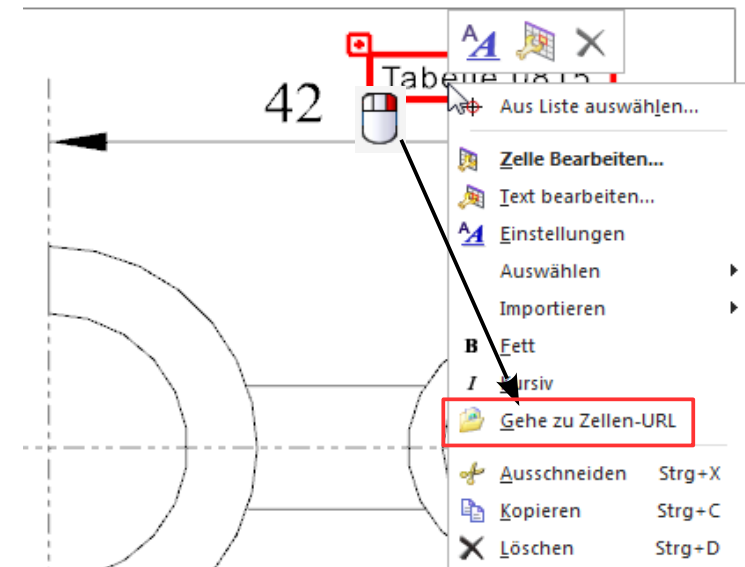 42
Tabelle 0815
Aus Liste auswählen...
Zelle Bearbeiten...
Text bearbeiten...
Einstellungen
Auswählen
Importieren
B Fett
I Kursiv
Gehe zu Zellen-URL
Ausschneiden Strg+X
Kopieren Strg+C
Löschen Strg+D